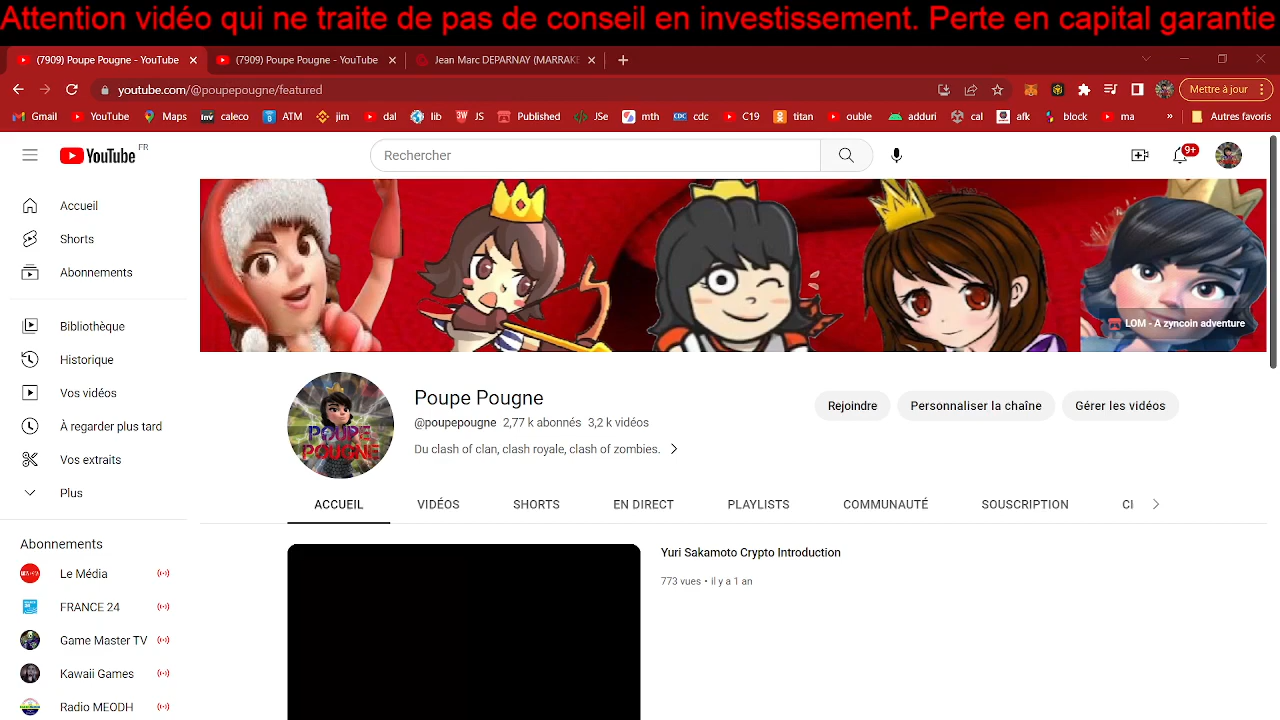 Attention vidéo qui ne traite de pas de conseil en investissement. Perte en capital garantie
(7909) Poupe Pougne - YouTube (7909) Poupe Pougne - YouTube Jean Marc DEPARNAY (MARRAKE
youtube.com/@poupepougne/featured Mettre à jour
Gmail YouTube Maps caleco ATM jim dal lib JS Published JSe mth cdc C19 titan ouble adduri cal afk block ma » Autres favoris
YouTube FR Rechercher 9+
Accueil
Shorts
Abonnements
Bibliothèque
Historique
Vos vidéos
À regarder plus tard
Vos extraits
Plus
Abonnements
Le Média
FRANCE 24
Game Master TV
Kawaii Games
Radio MEODH
LOM - A zyncoin adventure
POUPE
POUGNE
Poupe Pougne
@poupepougne 2,77 k abonnés 3,2 k vidéos
Du clash of clan, clash royale, clash of zombies.
Rejoindre Personnaliser la chaîne Gérer les vidéos
ACCUEIL VIDÉOS SHORTS EN DIRECT PLAYLISTS COMMUNAUTÉ SOUSCRIPTION
Yuri Sakamoto Crypto Introduction
773 vues • il y a 1 an